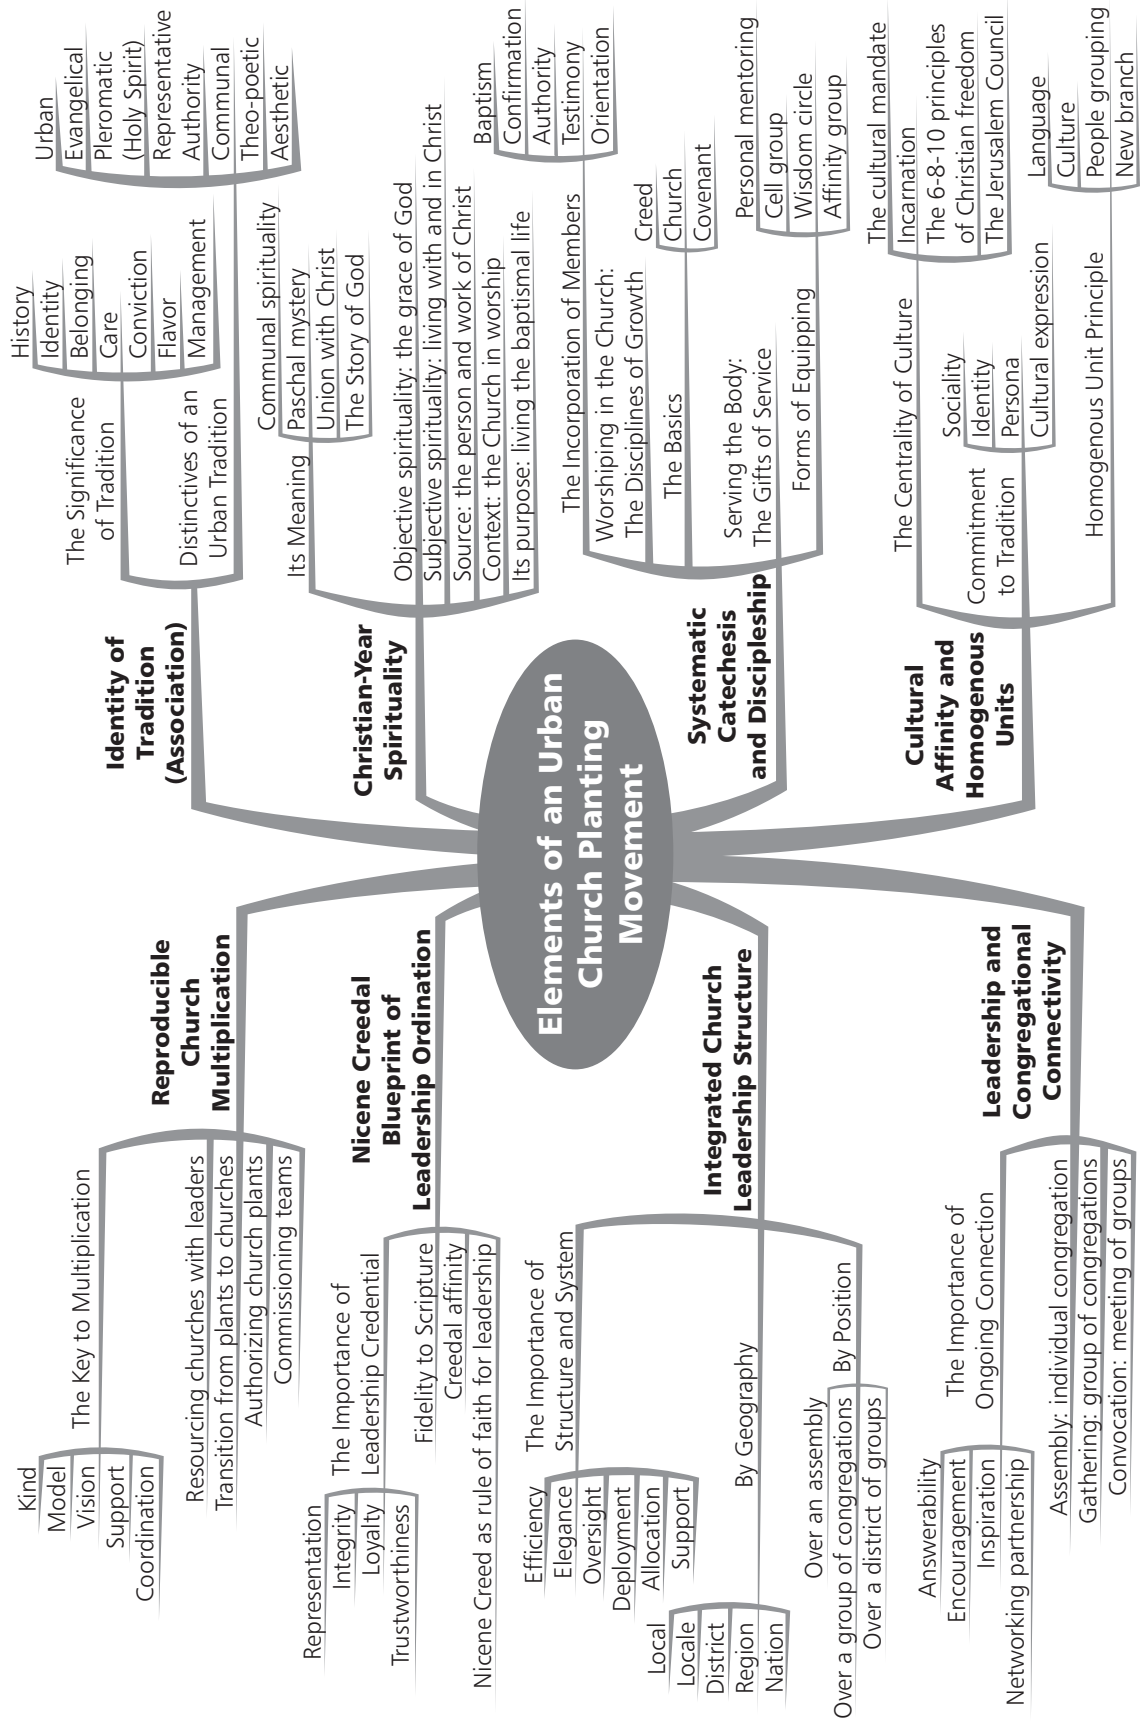 Elements of an Urban
Church Planting
Movement
Identity of
Tradition
(Association)
The Significance
of Tradition
History
Identity
Belonging
Care
Conviction
Flavor
Management
Distinctives of an
Urban Tradition
Urban
Evangelical
Pleromatic
(Holy Spirit)
Representative
Authority
Communal
Theo-poetic
Aesthetic
Christian-Year
Spirituality
Its Meaning
Communal spirituality
Paschal mystery
Union with Christ
The Story of God
Objective spirituality: the grace of God
Subjective spirituality: living with and in Christ
Source: the person and work of Christ
Context: the Church in worship
Its purpose: living the baptismal life
Systematic
Catechesis
and Discipleship
The Incorporation of Members
Baptism
Confirmation
Authority
Testimony
Orientation
Worshiping in the Church:
The Disciplines of Growth
The Basics
Creed
Church
Covenant
Serving the Body:
The Gifts of Service
Forms of Equipping
Personal mentoring
Cell group
Wisdom circle
Affinity group
Cultural
Affinity and
Homogenous
Units
The Centrality of Culture
The cultural mandate
Incarnation
The 6-8-10 principles
of Christian freedom
The Jerusalem Council
Commitment
to Tradition
Sociality
Identity
Persona
Cultural expression
Homogenous Unit Principle
Language
Culture
People grouping
New branch
Reproducible
Church
Multiplication
The Key to Multiplication
Kind
Model
Vision
Support
Coordination
Resourcing churches with leaders
Transition from plants to churches
Authorizing church plants
Commissioning teams
Nicene Creedal
Blueprint of
Leadership Ordination
The Importance of
Leadership Credential
Representation
Integrity
Loyalty
Trustworthiness
Fidelity to Scripture
Creedal affinity
Nicene Creed as rule of faith for leadership
Integrated Church
Leadership Structure
The Importance of
Structure and System
Efficiency
Elegance
Oversight
Deployment
Allocation
Support
By Geography
Local
Locale
District
Region
Nation
By Position
Over an assembly
Over a group of congregations
Over a district of groups
Leadership and
Congregational
Connectivity
The Importance of
Ongoing Connection
Answerability
Encouragement
Inspiration
Networking partnership
Assembly: individual congregation
Gathering: group of congregations
Convocation: meeting of groups